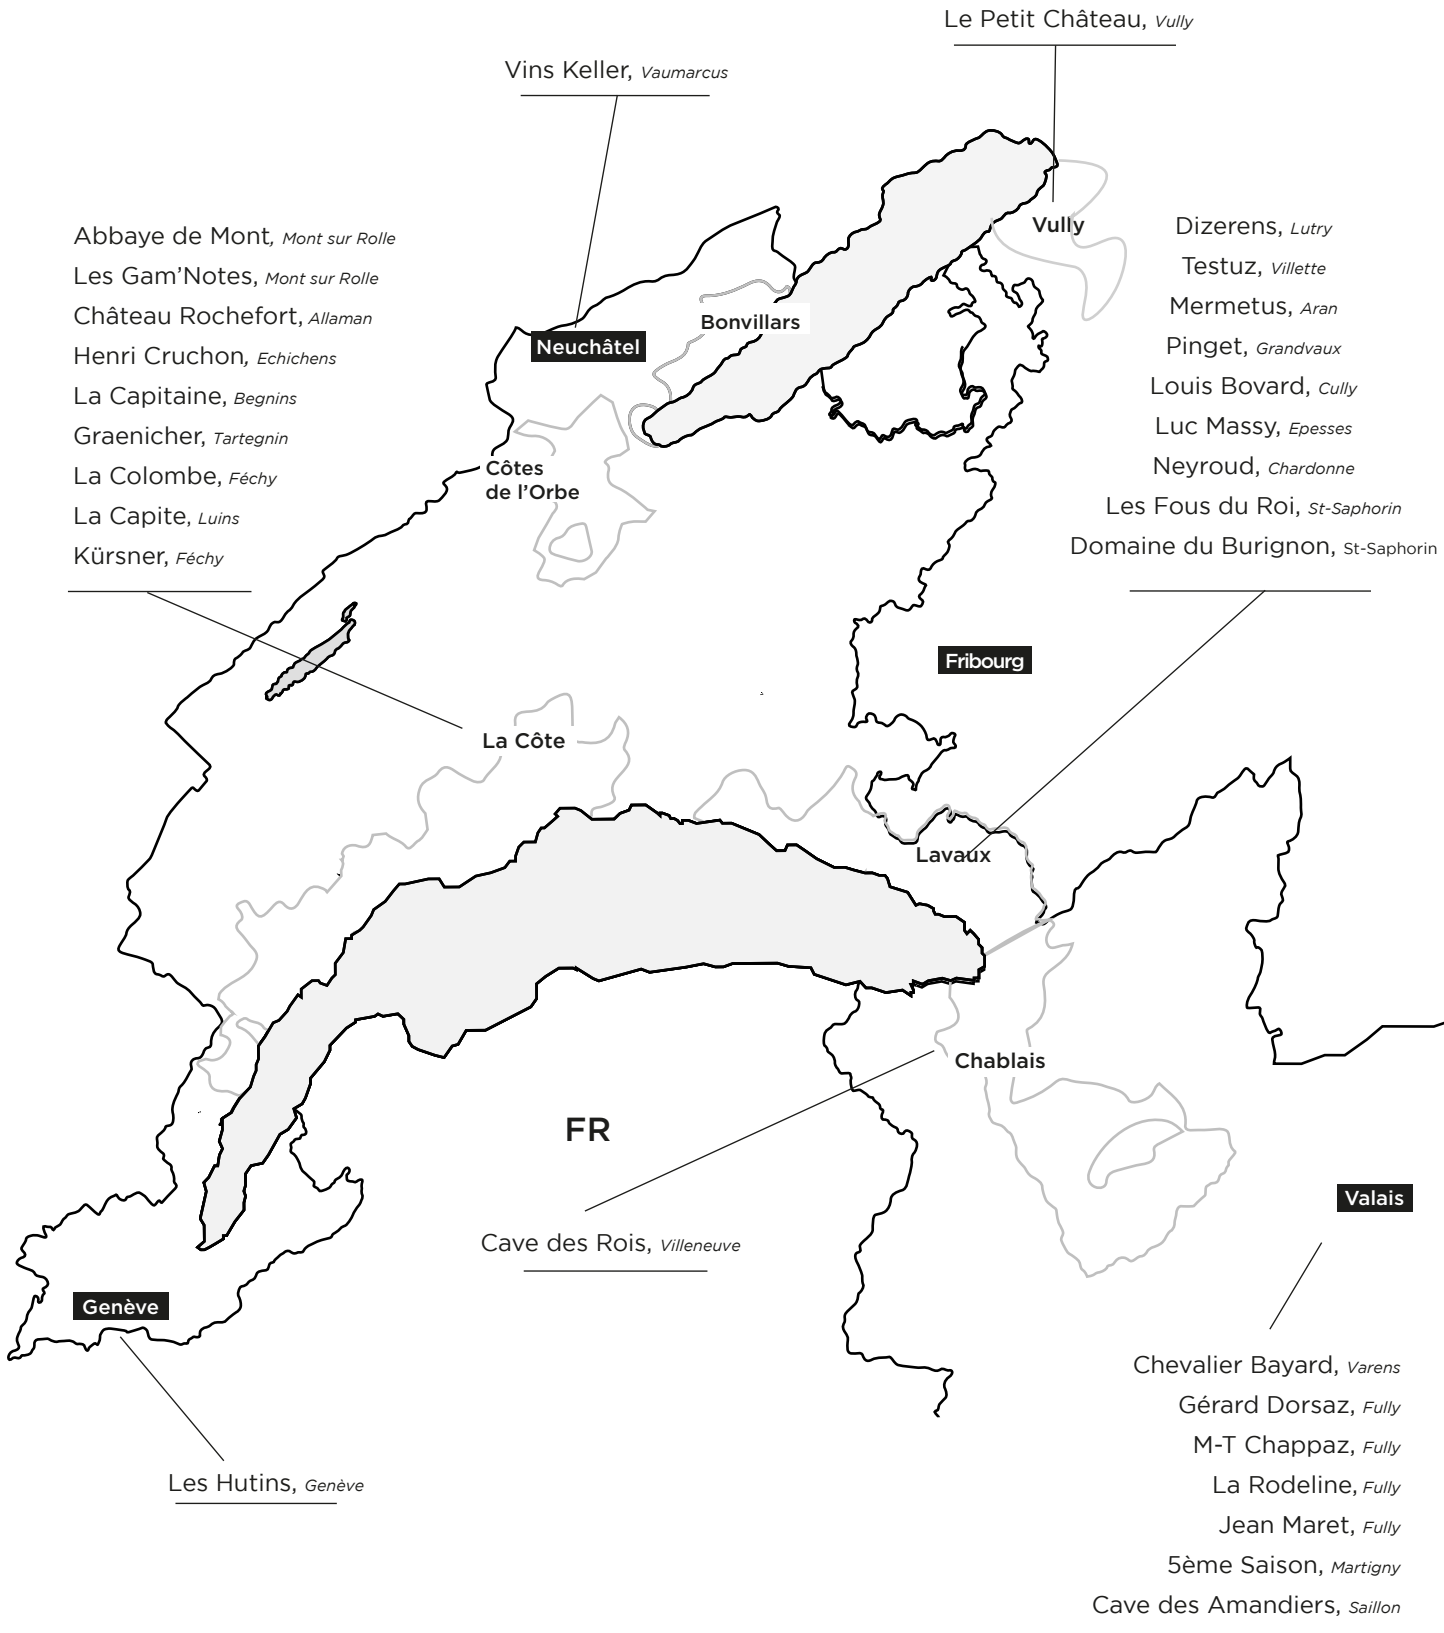 Le Petit Château, Vully
Vins Keller, Vaumarcus
Abbaye de Mont, Mont sur Rolle
Les Gam'Notes, Mont sur Rolle
Château Rochefort, Allaman
Henri Cruchon, Echichens
La Capitaine, Begnins
Graenicher, Tartegnin
La Colombe, Féchy
La Capite, Luins
Kürsner, Féchy
Vully
Dizerens, Lutry
Testuz, Villette
Mermetus, Aran
Pinget, Grandvaux
Louis Bovard, Cully
Luc Massy, Epesses
Neyroud, Chardonne
Les Fous du Roi, St-Saphorin
Domaine du Burignon, St-Saphorin
Bonvillars
Neuchâtel
Côtes
de l'Orbe
Fribourg
La Côte
Lavaux
Chablais
FR
Valais
Cave des Rois, Villeneuve
Genève
Les Hutins, Genève
Chevalier Bayard, Varens
Gérard Dorsaz, Fully
M-T Chappaz, Fully
La Rodeline, Fully
Jean Maret, Fully
5ème Saison, Martigny
Cave des Amandiers, Saillon